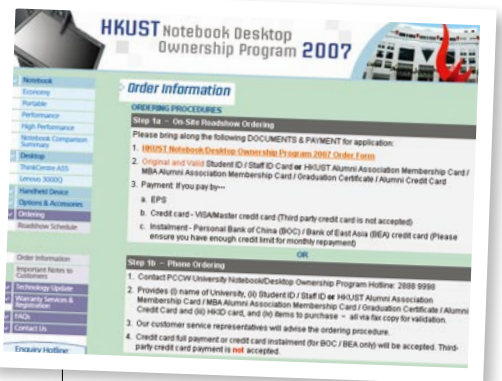 HKUST Notebook Desktop
Ownership Program 2007
Notebook
Economy
Portable
Performance
High Performance
Notebook Comparison
Summary
Desktop
ThinkCentre A55
Lenovo 3000Q
Handheld Device
Options & Accessories
Ordering
Roadshow Schedule
Order Information
Important Notes to
Customers
Technology Update
Warranty Services &
Registration
FAQs
Contact Us
Enquiry Hotline
Order Information
ORDERING PROCEDURES
Step 1a - On Site Roadshow Ordering
Please bring along the following DOCUMENTS & PAYMENT for application:
1. HKUST Notebook/Desktop Ownership Program 2007 Order Form
2. Original and Valid Student ID / Staff ID Card or HKUST Alumni Association Membership Card /
MBA Alumni Association Membership Card / Graduation Certificate / Alumni Credit Card
3. Payment: If you pay by---
a. EPS
b. Credit card - VISA/Master credit card (Third party credit card is not accepted)
c. Instalment - Personal Bank of China (BOC) / Bank of East Asia (BEA) credit card (Please
ensure you have enough credit limit for monthly repayment)
OR
Step 1b - Phone Ordering
1. Contact PCCW University Notebook/Desktop Ownership Program Hotline: 2888 9998
2. Provides (i) name of University, (ii) Student ID / Staff ID or HKUST Alumni Association
Membership Card / MBA Alumni Association Membership Card / Graduation Certificate / Alumni
Credit Card and (iii) HKID card, and (iv) items to purchase - all via fax copy for validation.
3. Our customer service representatives will advise the ordering procedure.
4. Credit card full payment or credit card instalment (for BOC / BEA only) will be accepted. Third-
party credit card payment is not accepted.